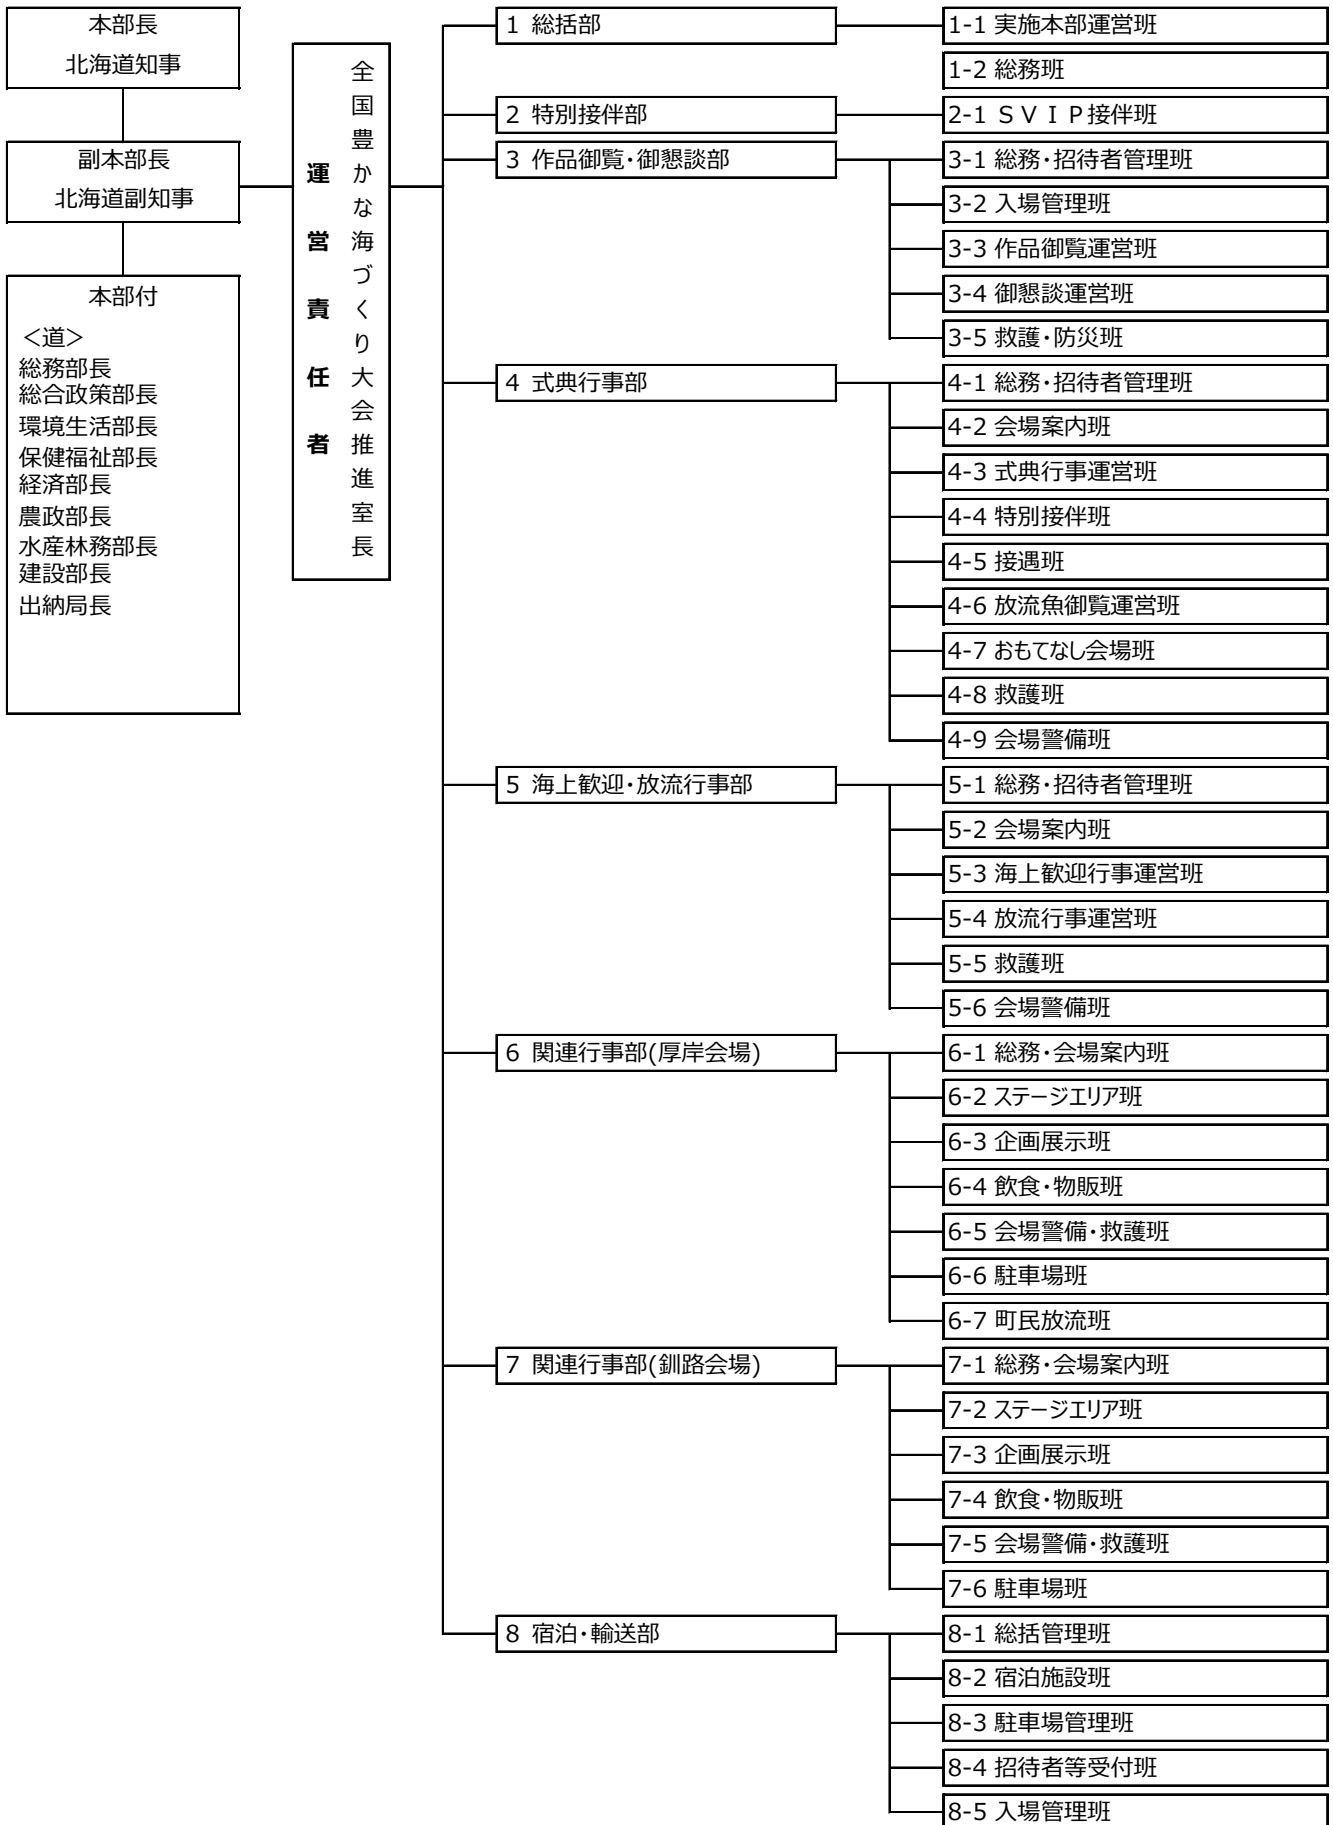 本部長
北海道知事
副本部長
北海道副知事
本部付
＜道＞
総務部長
総合政策部長
環境生活部長
保健福祉部長
経済部長
農政部長
水産林務部長
建設部長
出納局長
運営責任者
全国豊かな海づくり大会推進室長
1 総括部
1-1 実施本部運営班
1-2 総務班
2 特別接伴部
2-1 ＳＶＩＰ接伴班
3 作品御覧・御懇談部
3-1 総務・招待者管理班
3-2 入場管理班
3-3 作品御覧運営班
3-4 御懇談運営班
3-5 救護・防災班
4 式典行事部
4-1 総務・招待者管理班
4-2 会場案内班
4-3 式典行事運営班
4-4 特別接伴班
4-5 接遇班
4-6 放流魚御覧運営班
4-7 おもてなし会場班
4-8 救護班
4-9 会場警備班
5 海上歓迎・放流行事部
5-1 総務・招待者管理班
5-2 会場案内班
5-3 海上歓迎行事運営班
5-4 放流行事運営班
5-5 救護班
5-6 会場警備班
6 関連行事部(厚岸会場)
6-1 総務・会場案内班
6-2 ステージエリア班
6-3 企画展示班
6-4 飲食・物販班
6-5 会場警備・救護班
6-6 駐車場班
6-7 町民放流班
7 関連行事部(釧路会場)
7-1 総務・会場案内班
7-2 ステージエリア班
7-3 企画展示班
7-4 飲食・物販班
7-5 会場警備・救護班
7-6 駐車場班
8 宿泊・輸送部
8-1 総括管理班
8-2 宿泊施設班
8-3 駐車場管理班
8-4 招待者等受付班
8-5 入場管理班